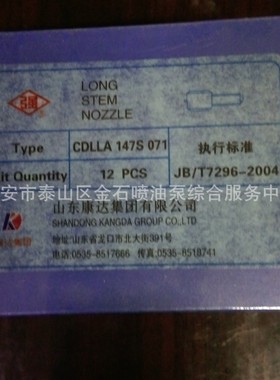 LONG
STEM
NOZZLE
强
Type CDLLA 147S 071 执行标准
it Quantity 12 PCS JB/T7296-2004
安市泰山区金石喷油泵综合服务中
山东康达集团有限公司
SHANDONG KANGDA GROUP CO.,LTD
地址:山东省龙口市北大街391号
电话:0535-8517666 传真:0535-8518741